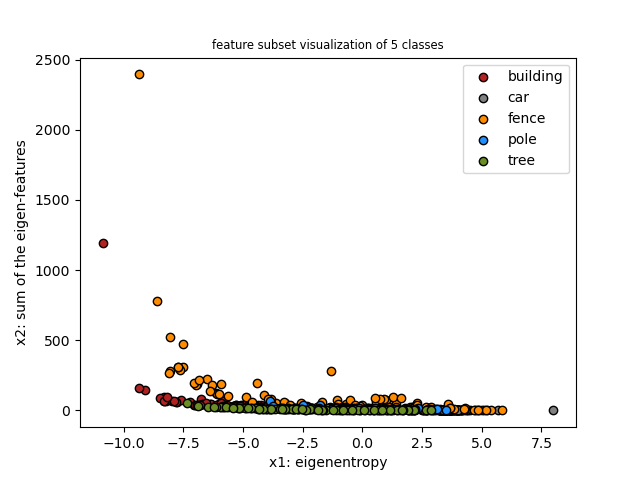 feature subset visualization of 5 classes
2500
2000
1500
1000
500
0
x2: sum of the eigen-features
building
car
fence
pole
tree
−10.0 −7.5 −5.0 −2.5 0.0 2.5 5.0 7.5
x1: eigenentropy